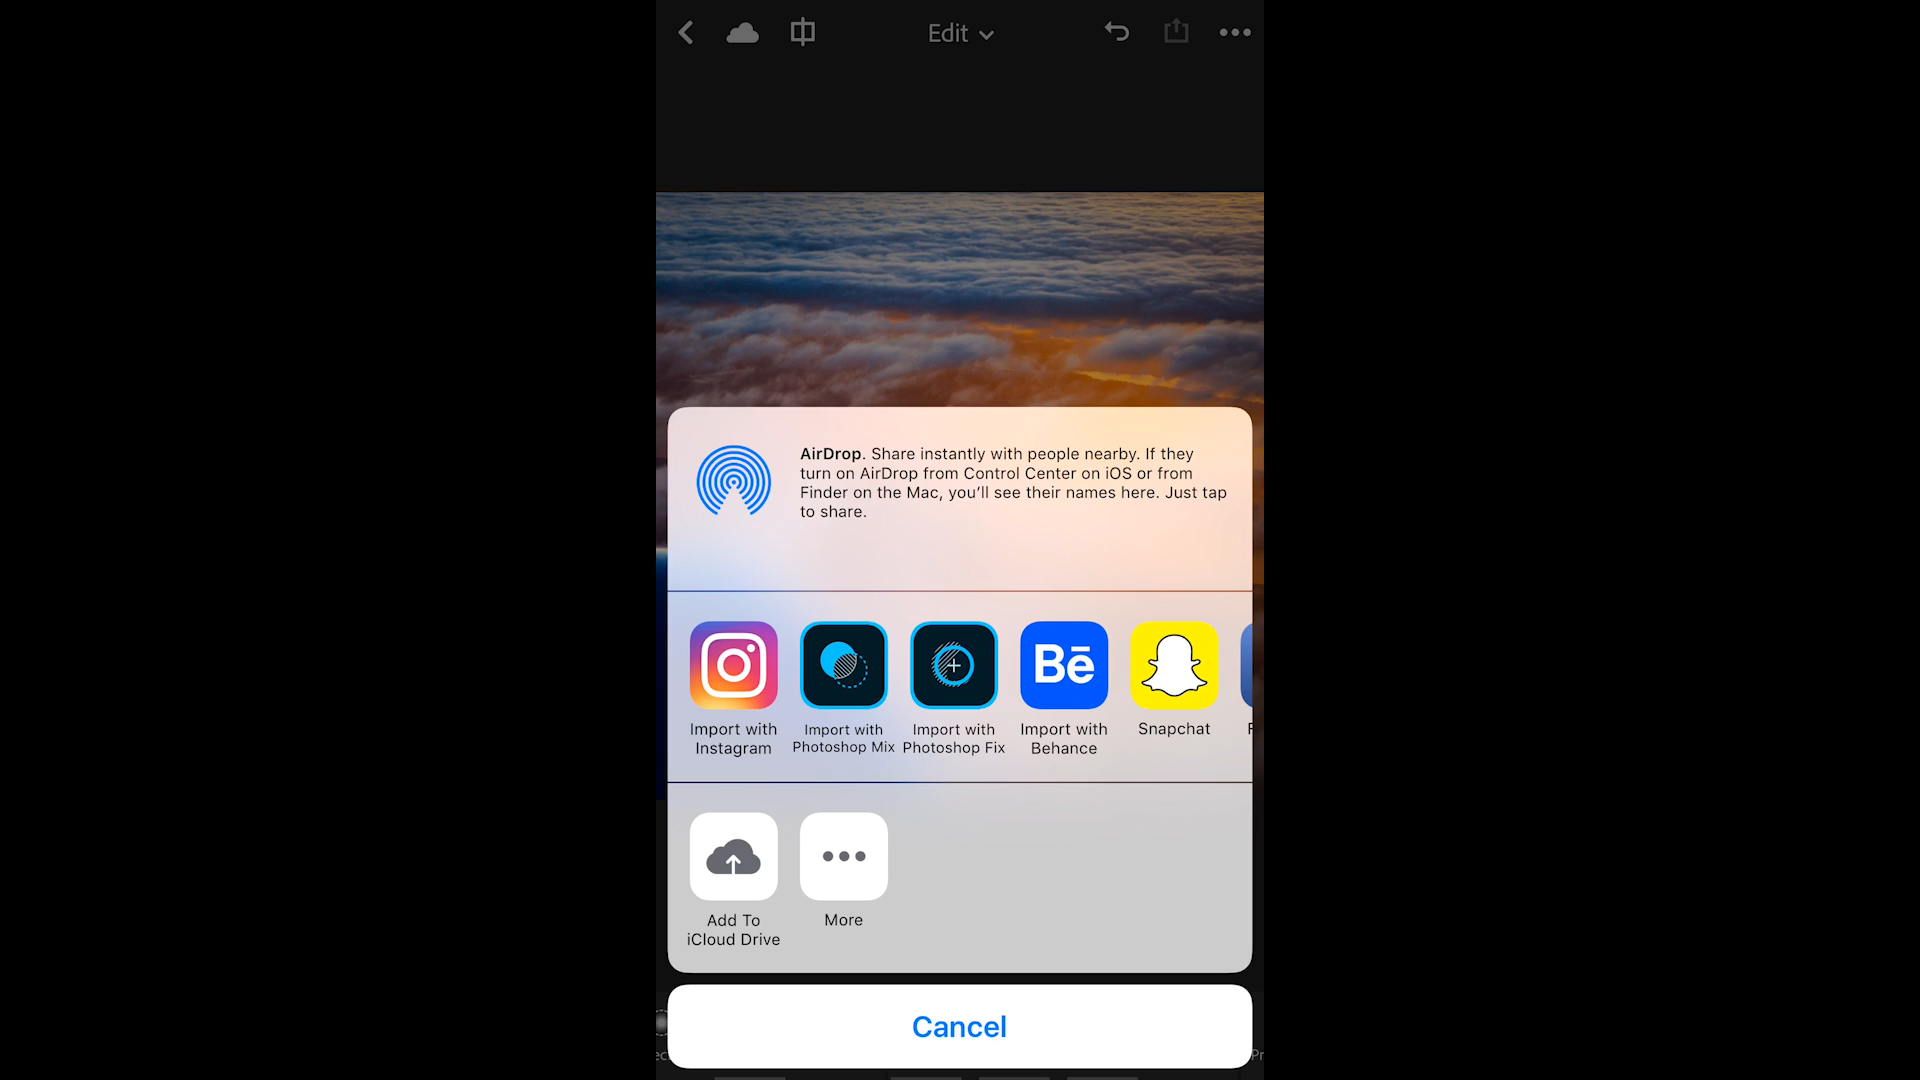 Edit
AirDrop. Share instantly with people nearby. If they
turn on AirDrop from Control Center on iOS or from
Finder on the Mac, you'll see their names here. Just tap
to share.
Bē
Import with
Instagram
Import with
Photoshop Mix
Import with
Photoshop Fix
Import with
Behance
Snapchat
Add To
iCloud Drive
More
Cancel